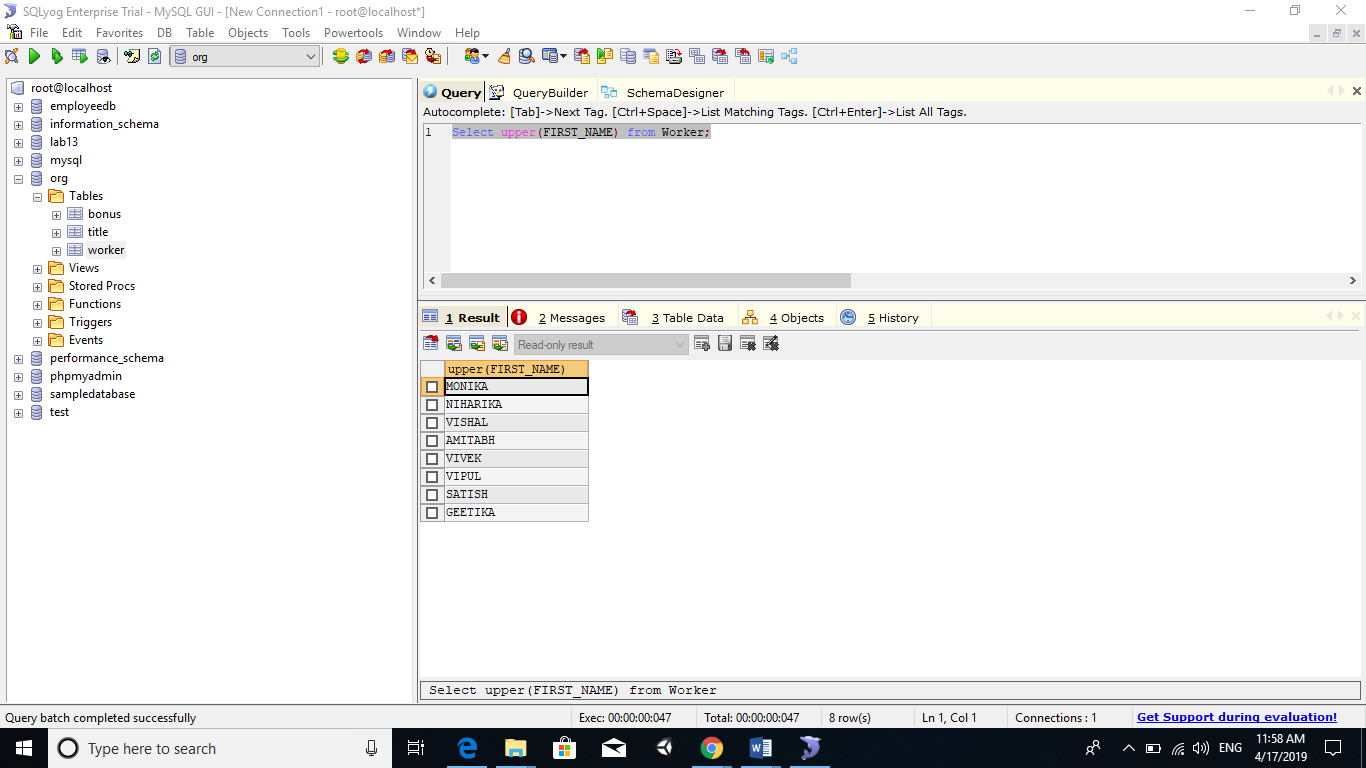 SQLyog Enterprise Trial - MySQL GUI - [New Connection1 - root@localhost*]
File Edit Favorites DB Table Objects Tools Powertools Window Help
org
root@localhost
employeedb
information_schema
lab13
mysql
org
Tables
bonus
title
worker
Views
Stored Procs
Functions
Triggers
Events
performance_schema
phpmyadmin
sampledatabase
test
Query QueryBuilder SchemaDesigner
Autocomplete: [Tab]->Next Tag. [Ctrl+Space]->List Matching Tags. [Ctrl+Enter]->List All Tags.
1 Select upper(FIRST_NAME) from Worker;
1 Result 2 Messages 3 Table Data 4 Objects 5 History
Read-only result
upper(FIRST_NAME)
MONIKA
NIHARIKA
VISHAL
AMITABH
VIVEK
VIPUL
SATISH
GEETIKA
Select upper(FIRST_NAME) from Worker
Query batch completed successfully Exec: 00:00:00:047 Total: 00:00:00:047 8 row(s) Ln 1, Col 1 Connections : 1 Get Support during evaluation!
Type here to search ENG 11:58 AM
4/17/2019